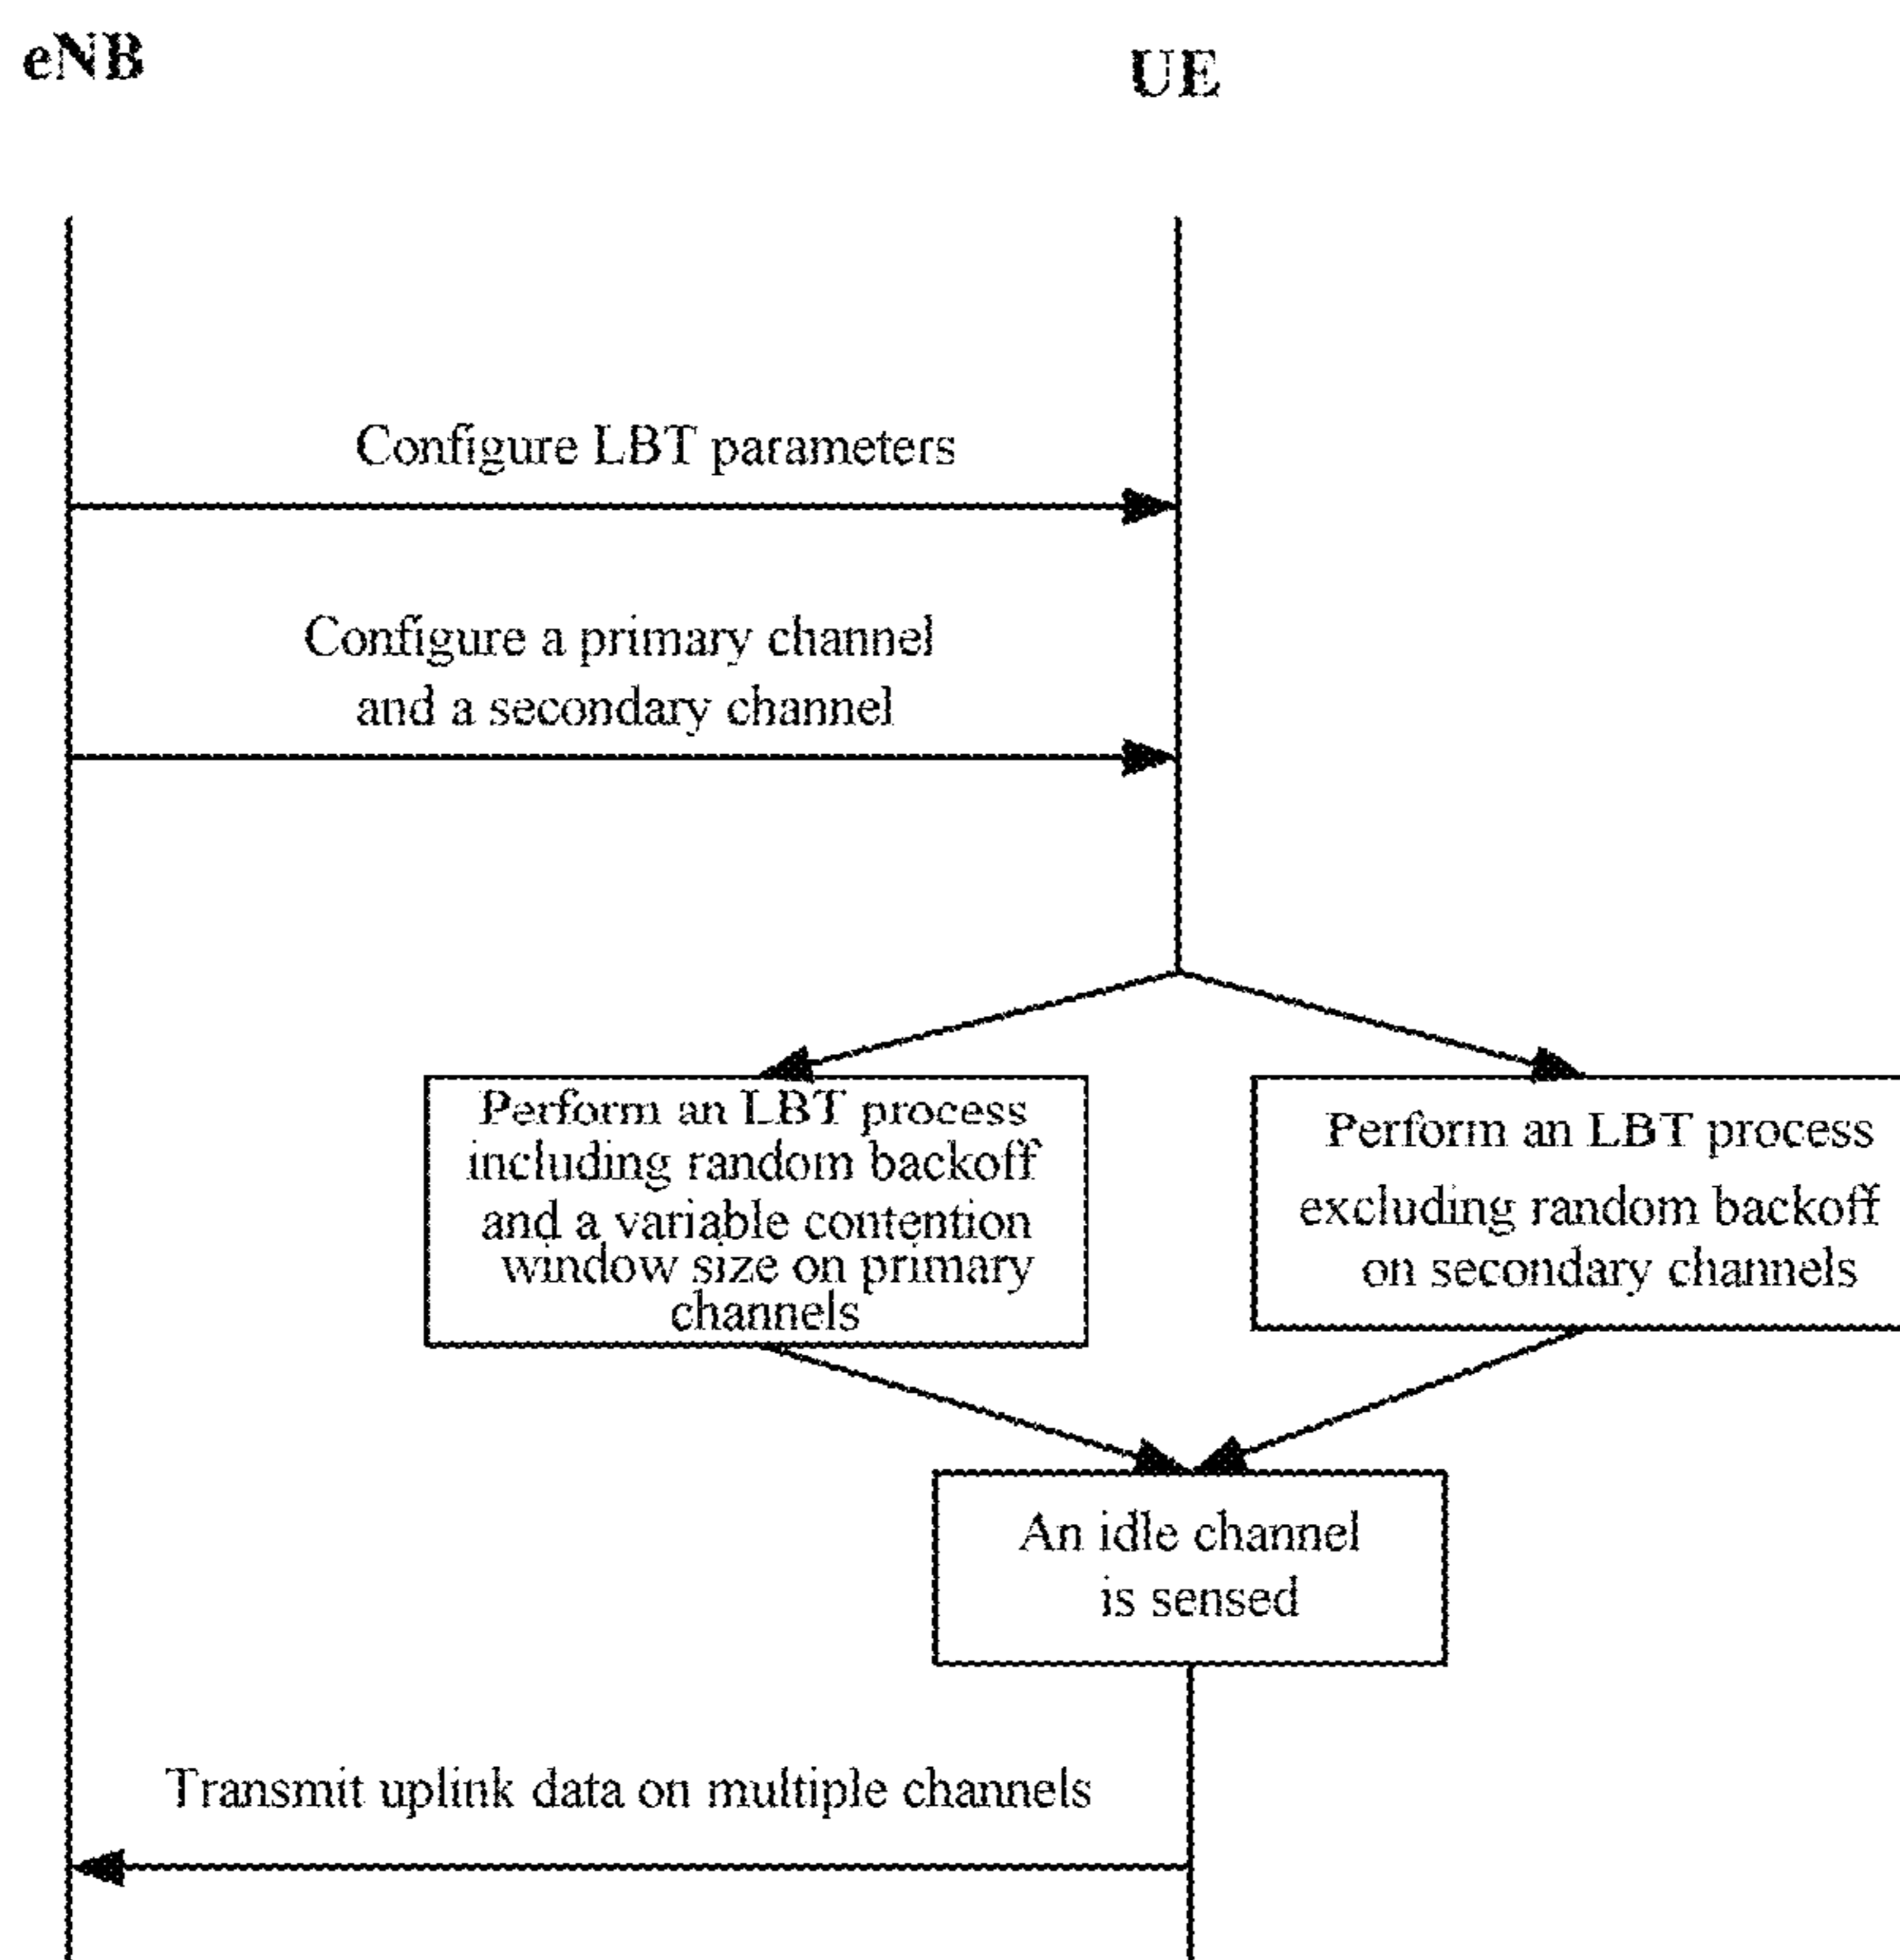 eNB
UE
Configure LBT parameters
Configure a primary channel
and a secondary channel
Perform an LBT process
including random backoff
and a variable contention
window size on primary
channels
Perform an LBT process
excluding random backoff
on secondary channels
An idle channel
is sensed
Transmit uplink data on multiple channels